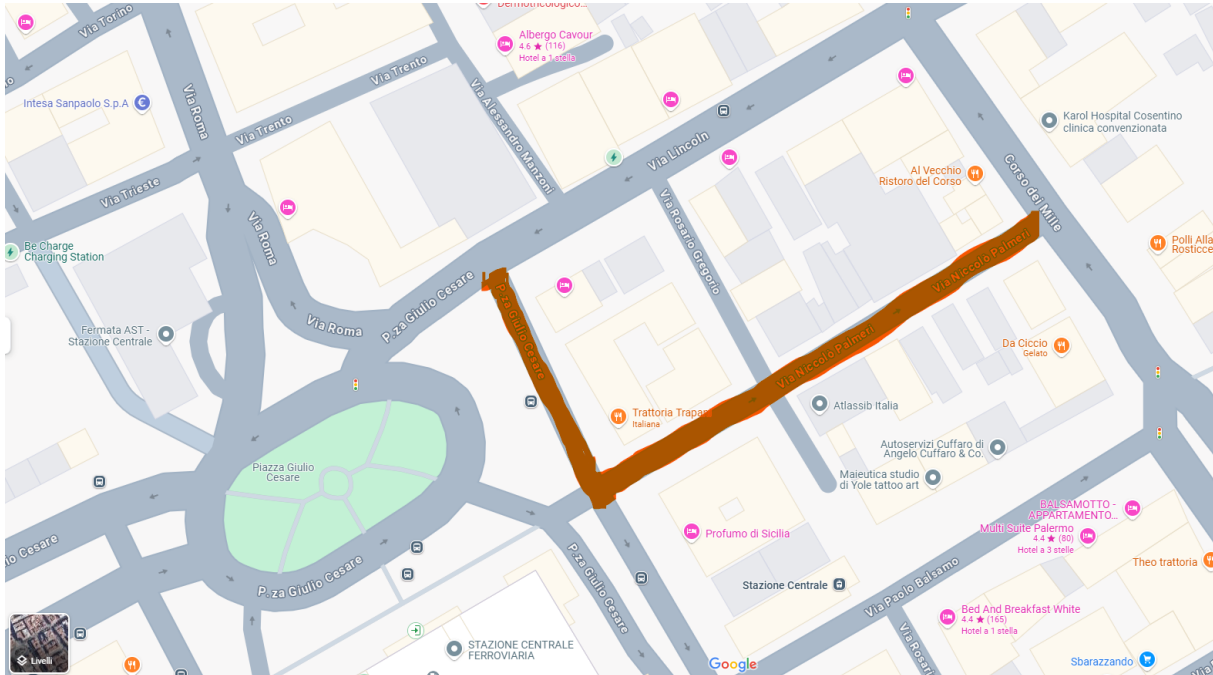 Dermotricologico...
Via Torino
Albergo Cavour
4.6 ★ (116)
Hotel a 1 stella
Via Trento
Intesa Sanpaolo S.p.A
Via Roma
Via Alessandro Manzoni
Via Trento
Via Lincoln
Karol Hospital Cosentino
clinica convenzionata
Corso dei Mille
Al Vecchio
Ristoro del Corso
Via Trieste
Via Roma
Via Rosario Gregorio
Be Charge
Charging Station
Polli Alla
Rosticce
Via Niccolò Palmeri
P.za Giulio Cesare
P.za Giulio Cesare
Via Roma
Fermata AST -
Stazione Centrale
Via Niccolò Palmeri
Da Ciccio
Gelato
Trattoria Trapani
Italiana
Atlassib Italia
Autoservizi Cuffaro di
Angelo Cuffaro & Co.
Piazza Giulio
Cesare
Maieutica studio
di Yole tattoo art
BALSAMOTTO -
APPARTAMENTO...
Multi Suite Palermo
4.4 ★ (80)
Hotel a 3 stelle
Profumo di Sicilia
io Cesare
P.za Giulio Cesare
P.za Giulio Cesare
Theo trattoria
Stazione Centrale
Via Paolo Balsamo
Bed And Breakfast White
4.4 ★ (165)
Hotel a 1 stella
Via Rosari
STAZIONE CENTRALE
FERROVIARIA
Livelli
Google
Sbarazzando